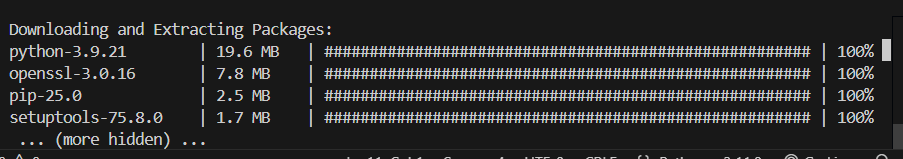 Downloading and Extracting Packages:
python-3.9.21 | 19.6 MB | ##################################################### | 100%
openssl-3.0.16 | 7.8 MB | ##################################################### | 100%
pip-25.0 | 2.5 MB | ##################################################### | 100%
setuptools-75.8.0 | 1.7 MB | ##################################################### | 100%
... (more hidden) ...